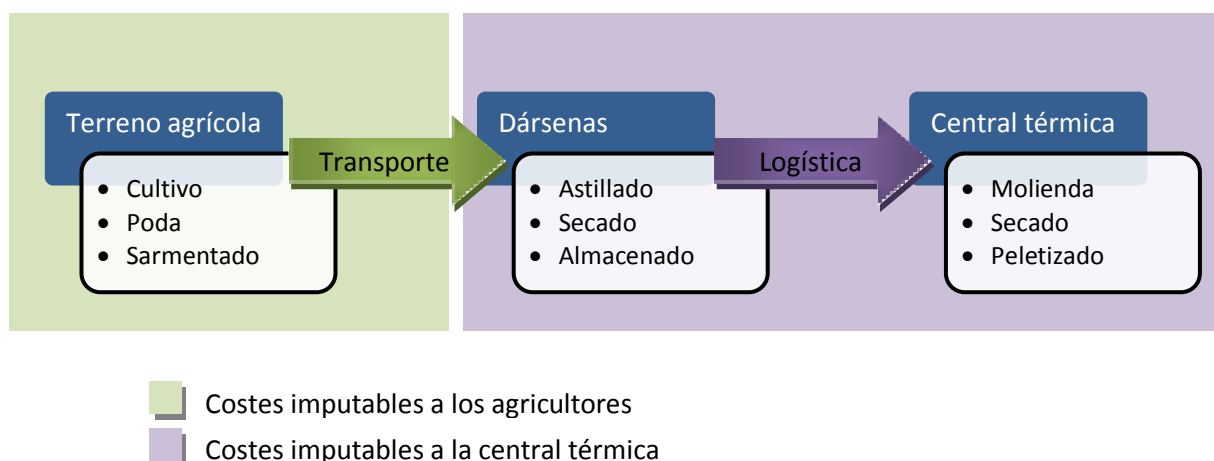 Terreno agrícola
• Cultivo
• Poda
• Sarmentado
Transporte
Dársenas
• Astillado
• Secado
• Almacenado
Logística
Central térmica
• Molienda
• Secado
• Peletizado
Costes imputables a los agricultores
Costes imputables a la central térmica